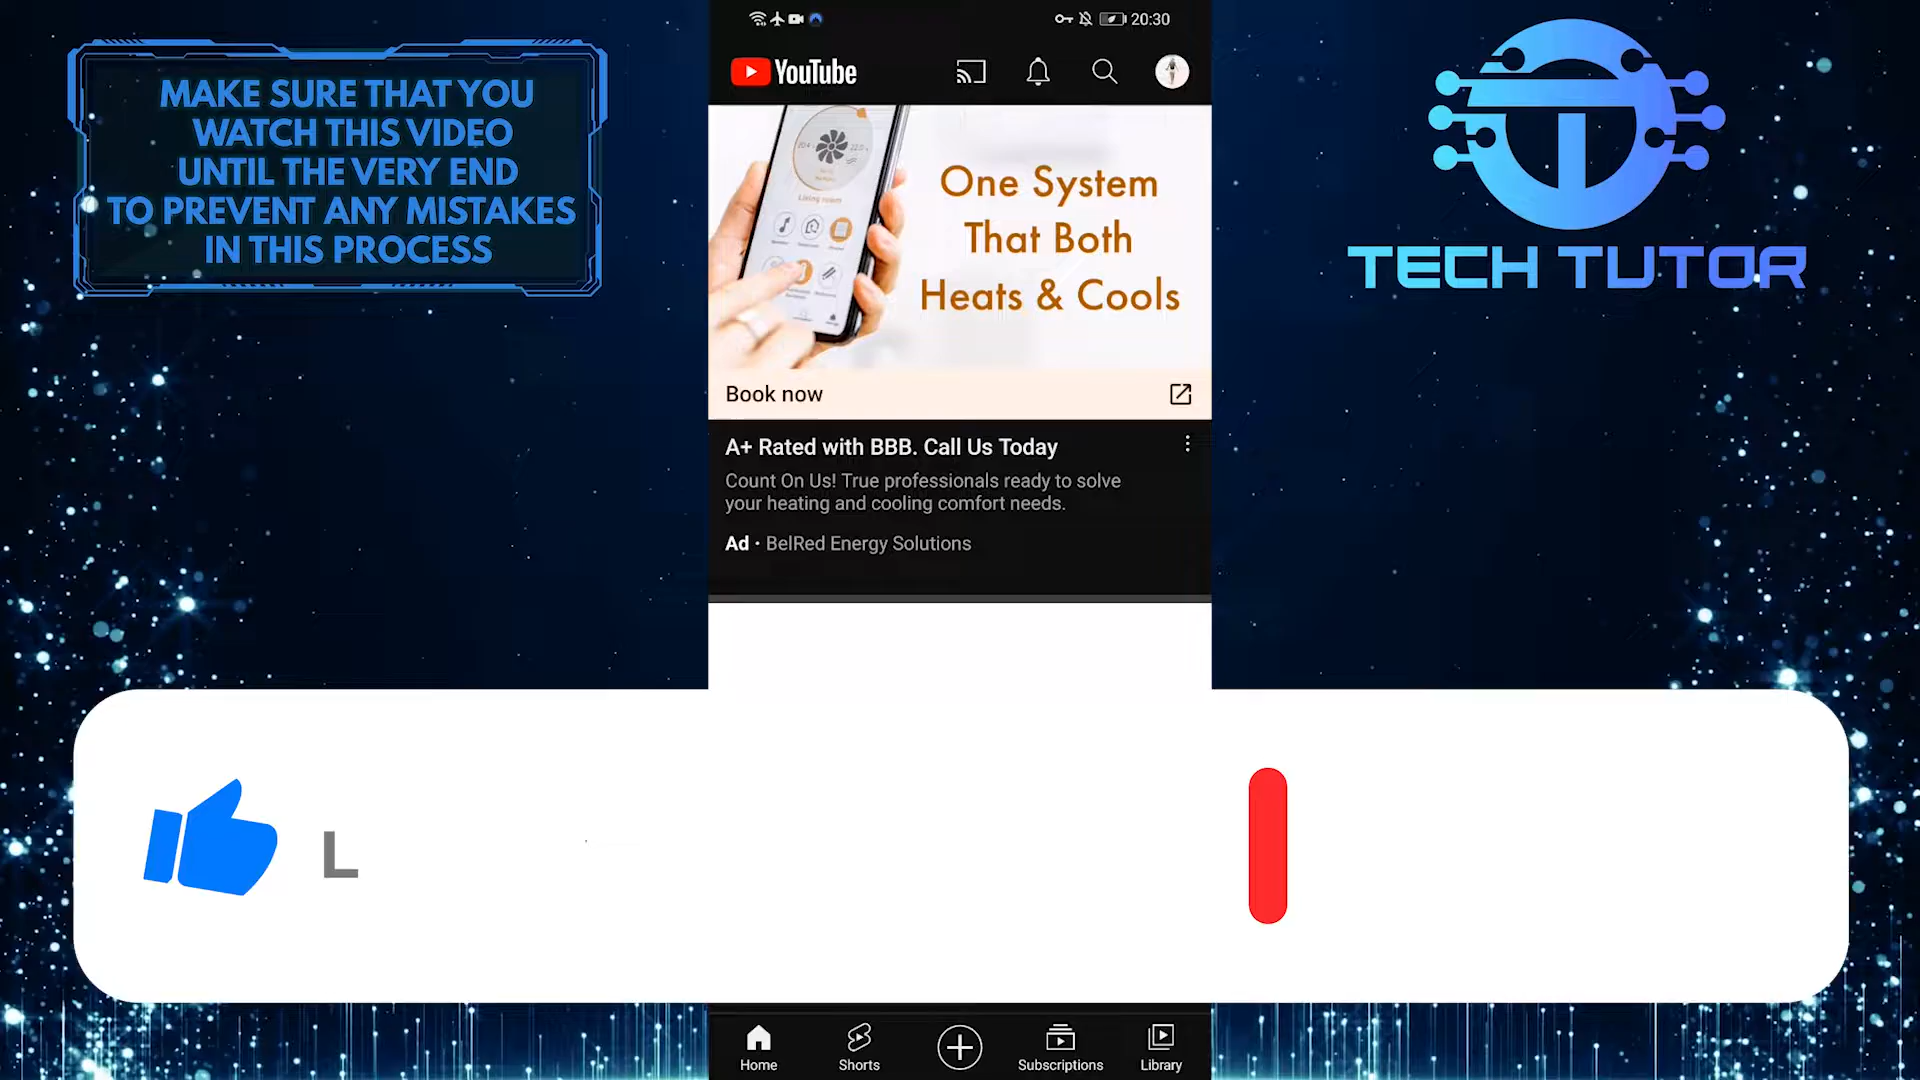 MAKE SURE THAT YOU
WATCH THIS VIDEO
UNTIL THE VERY END
TO PREVENT ANY MISTAKES
IN THIS PROCESS
20:30
YouTube
Living room
One System
That Both
Heats & Cools
Book now
A+ Rated with BBB. Call Us Today
Count On Us! True professionals ready to solve
your heating and cooling comfort needs.
Ad · BelRed Energy Solutions
TECH TUTOR
L
Home
Shorts
Subscriptions
Library